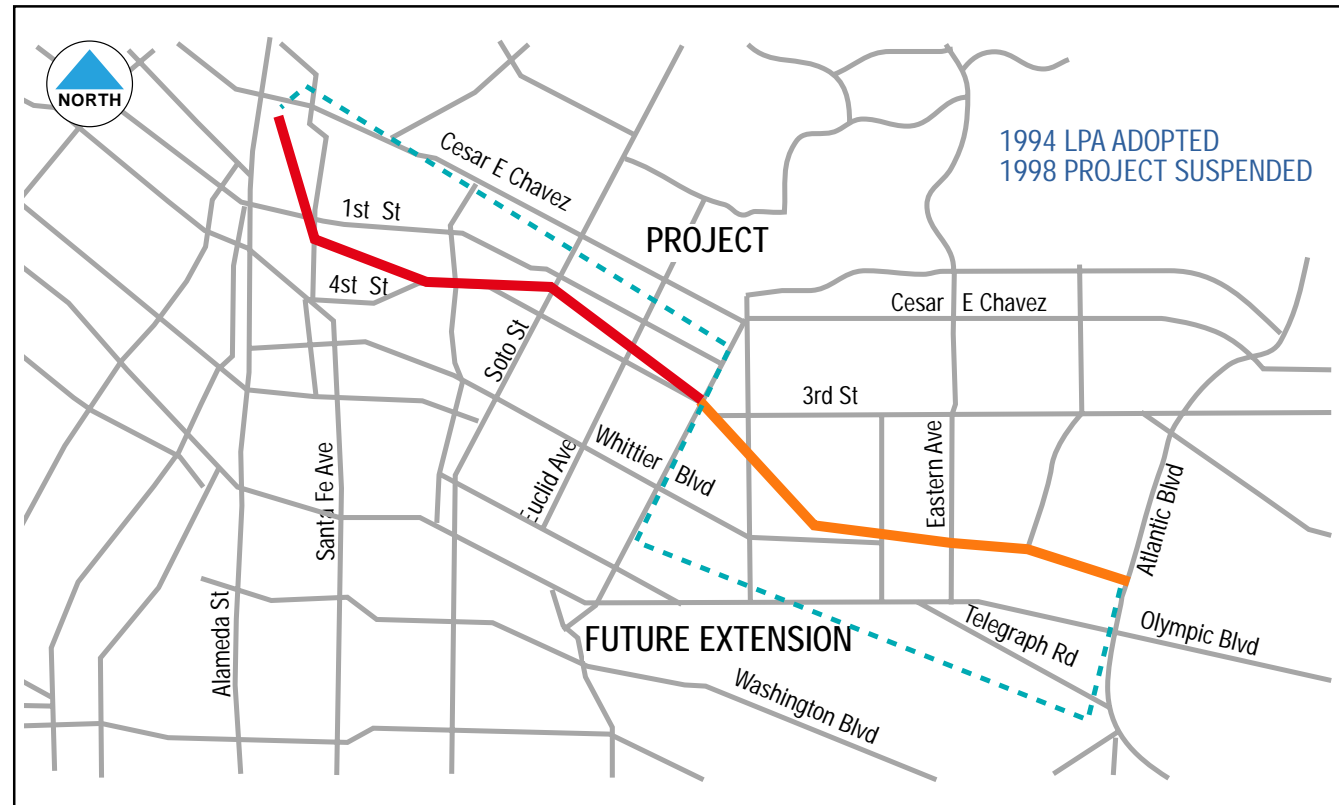 NORTH
1994 LPA ADOPTED
1998 PROJECT SUSPENDED
Cesar E Chavez
1st St
PROJECT
4st St
Cesar E Chavez
Soto St
3rd St
Euclid Ave
Whittier Blvd
Eastern Ave
Santa Fe Ave
Atlantic Blvd
Alameda St
FUTURE EXTENSION
Telegraph Rd
Olympic Blvd
Washington Blvd